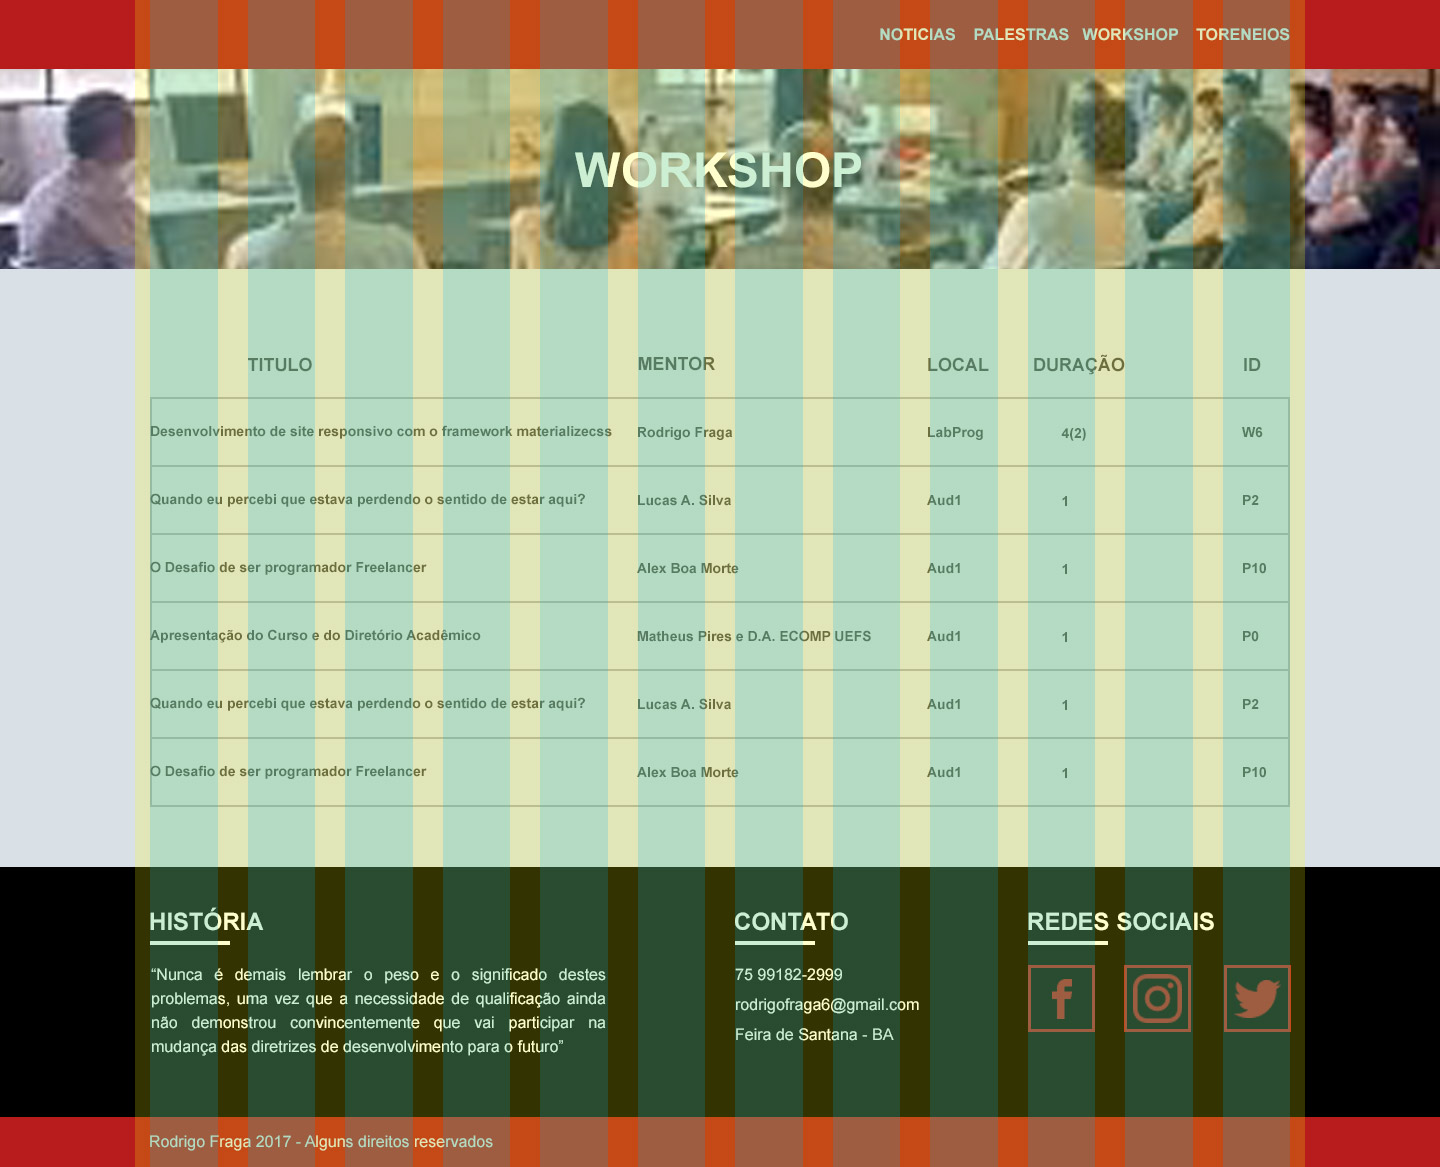 NOTICIAS PALESTRAS WORKSHOP TORENEIOS
WORKSHOP
TITULO MENTOR LOCAL DURAÇÃO ID
Desenvolvimento de site responsivo com o framework materializecss Rodrigo Fraga LabProg 4(2) W6
Quando eu percebi que estava perdendo o sentido de estar aqui? Lucas A. Silva Aud1 1 P2
O Desafio de ser programador Freelancer Alex Boa Morte Aud1 1 P10
Apresentação do Curso e do Diretório Acadêmico Matheus Pires e D.A. ECOMP UEFS Aud1 1 P0
Quando eu percebi que estava perdendo o sentido de estar aqui? Lucas A. Silva Aud1 1 P2
O Desafio de ser programador Freelancer Alex Boa Morte Aud1 1 P10
HISTÓRIA
“Nunca é demais lembrar o peso e o significado destes
problemas, uma vez que a necessidade de qualificação ainda
não demonstrou convincentemente que vai participar na
mudança das diretrizes de desenvolvimento para o futuro”
CONTATO
75 99182-2999
rodrigofraga6@gmail.com
Feira de Santana - BA
REDES SOCIAIS
Rodrigo Fraga 2017 - Alguns direitos reservados